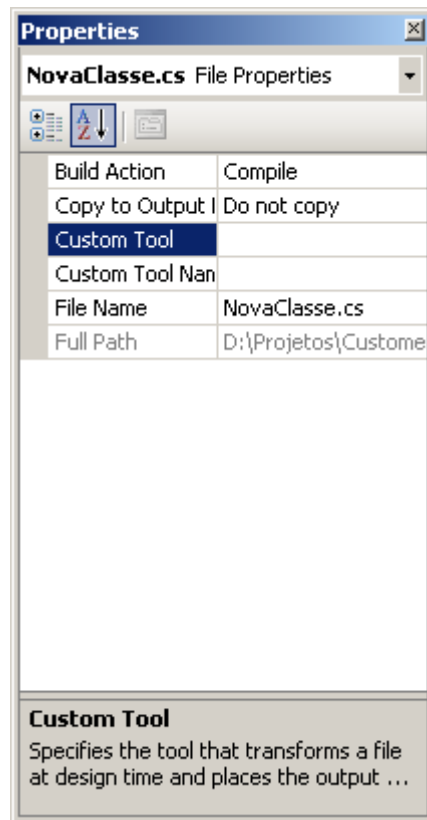 Properties
NovaClasse.cs File Properties
Build Action Compile
Copy to Output I Do not copy
Custom Tool
Custom Tool Nan
File Name NovaClasse.cs
Full Path D:\Projetos\Custome
Custom Tool
Specifies the tool that transforms a file
at design time and places the output ...